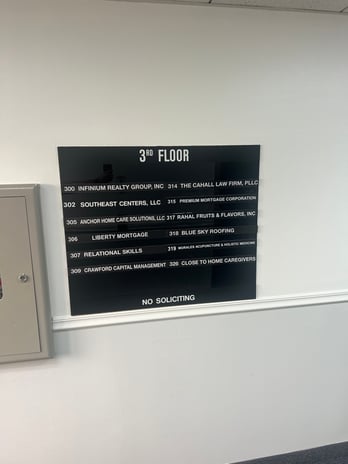 3RD FLOOR
300 INFINIUM REALTY GROUP, INC 314 THE CAHALL LAW FIRM, PLLC
302 SOUTHEAST CENTERS, LLC 315 PREMIUM MORTGAGE CORPORATION
305 ANCHOR HOME CARE SOLUTIONS, LLC 317 RAHAL FRUITS & FLAVORS, INC
306 LIBERTY MORTGAGE 318 BLUE SKY ROOFING
307 RELATIONAL SKILLS 319 MORALES ACUPUNCTURE & HOLISTIC MEDICINE
309 CRAWFORD CAPITAL MANAGEMENT 326 CLOSE TO HOME CAREGIVERS
NO SOLICITING